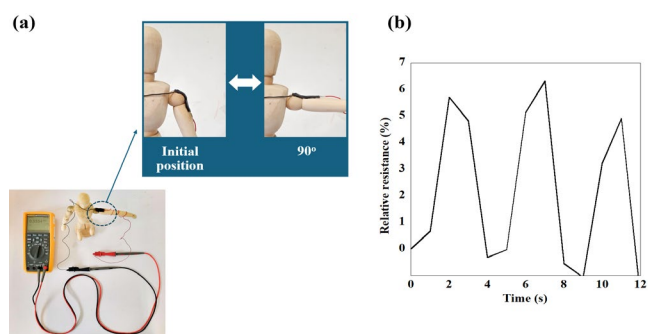 (a)
Initial
position
90°
(b)
Relative resistance (%)
7
6
5
4
3
2
1
0
0 2 4 6 8 10 12
Time (s)